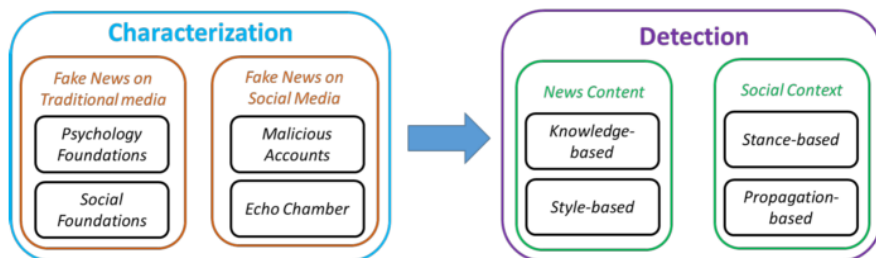 Characterization
Fake News on
Traditional media
Psychology
Foundations
Social
Foundations
Fake News on
Social Media
Malicious
Accounts
Echo Chamber
Detection
News Content
Knowledge-
based
Style-based
Social Context
Stance-based
Propagation-
based